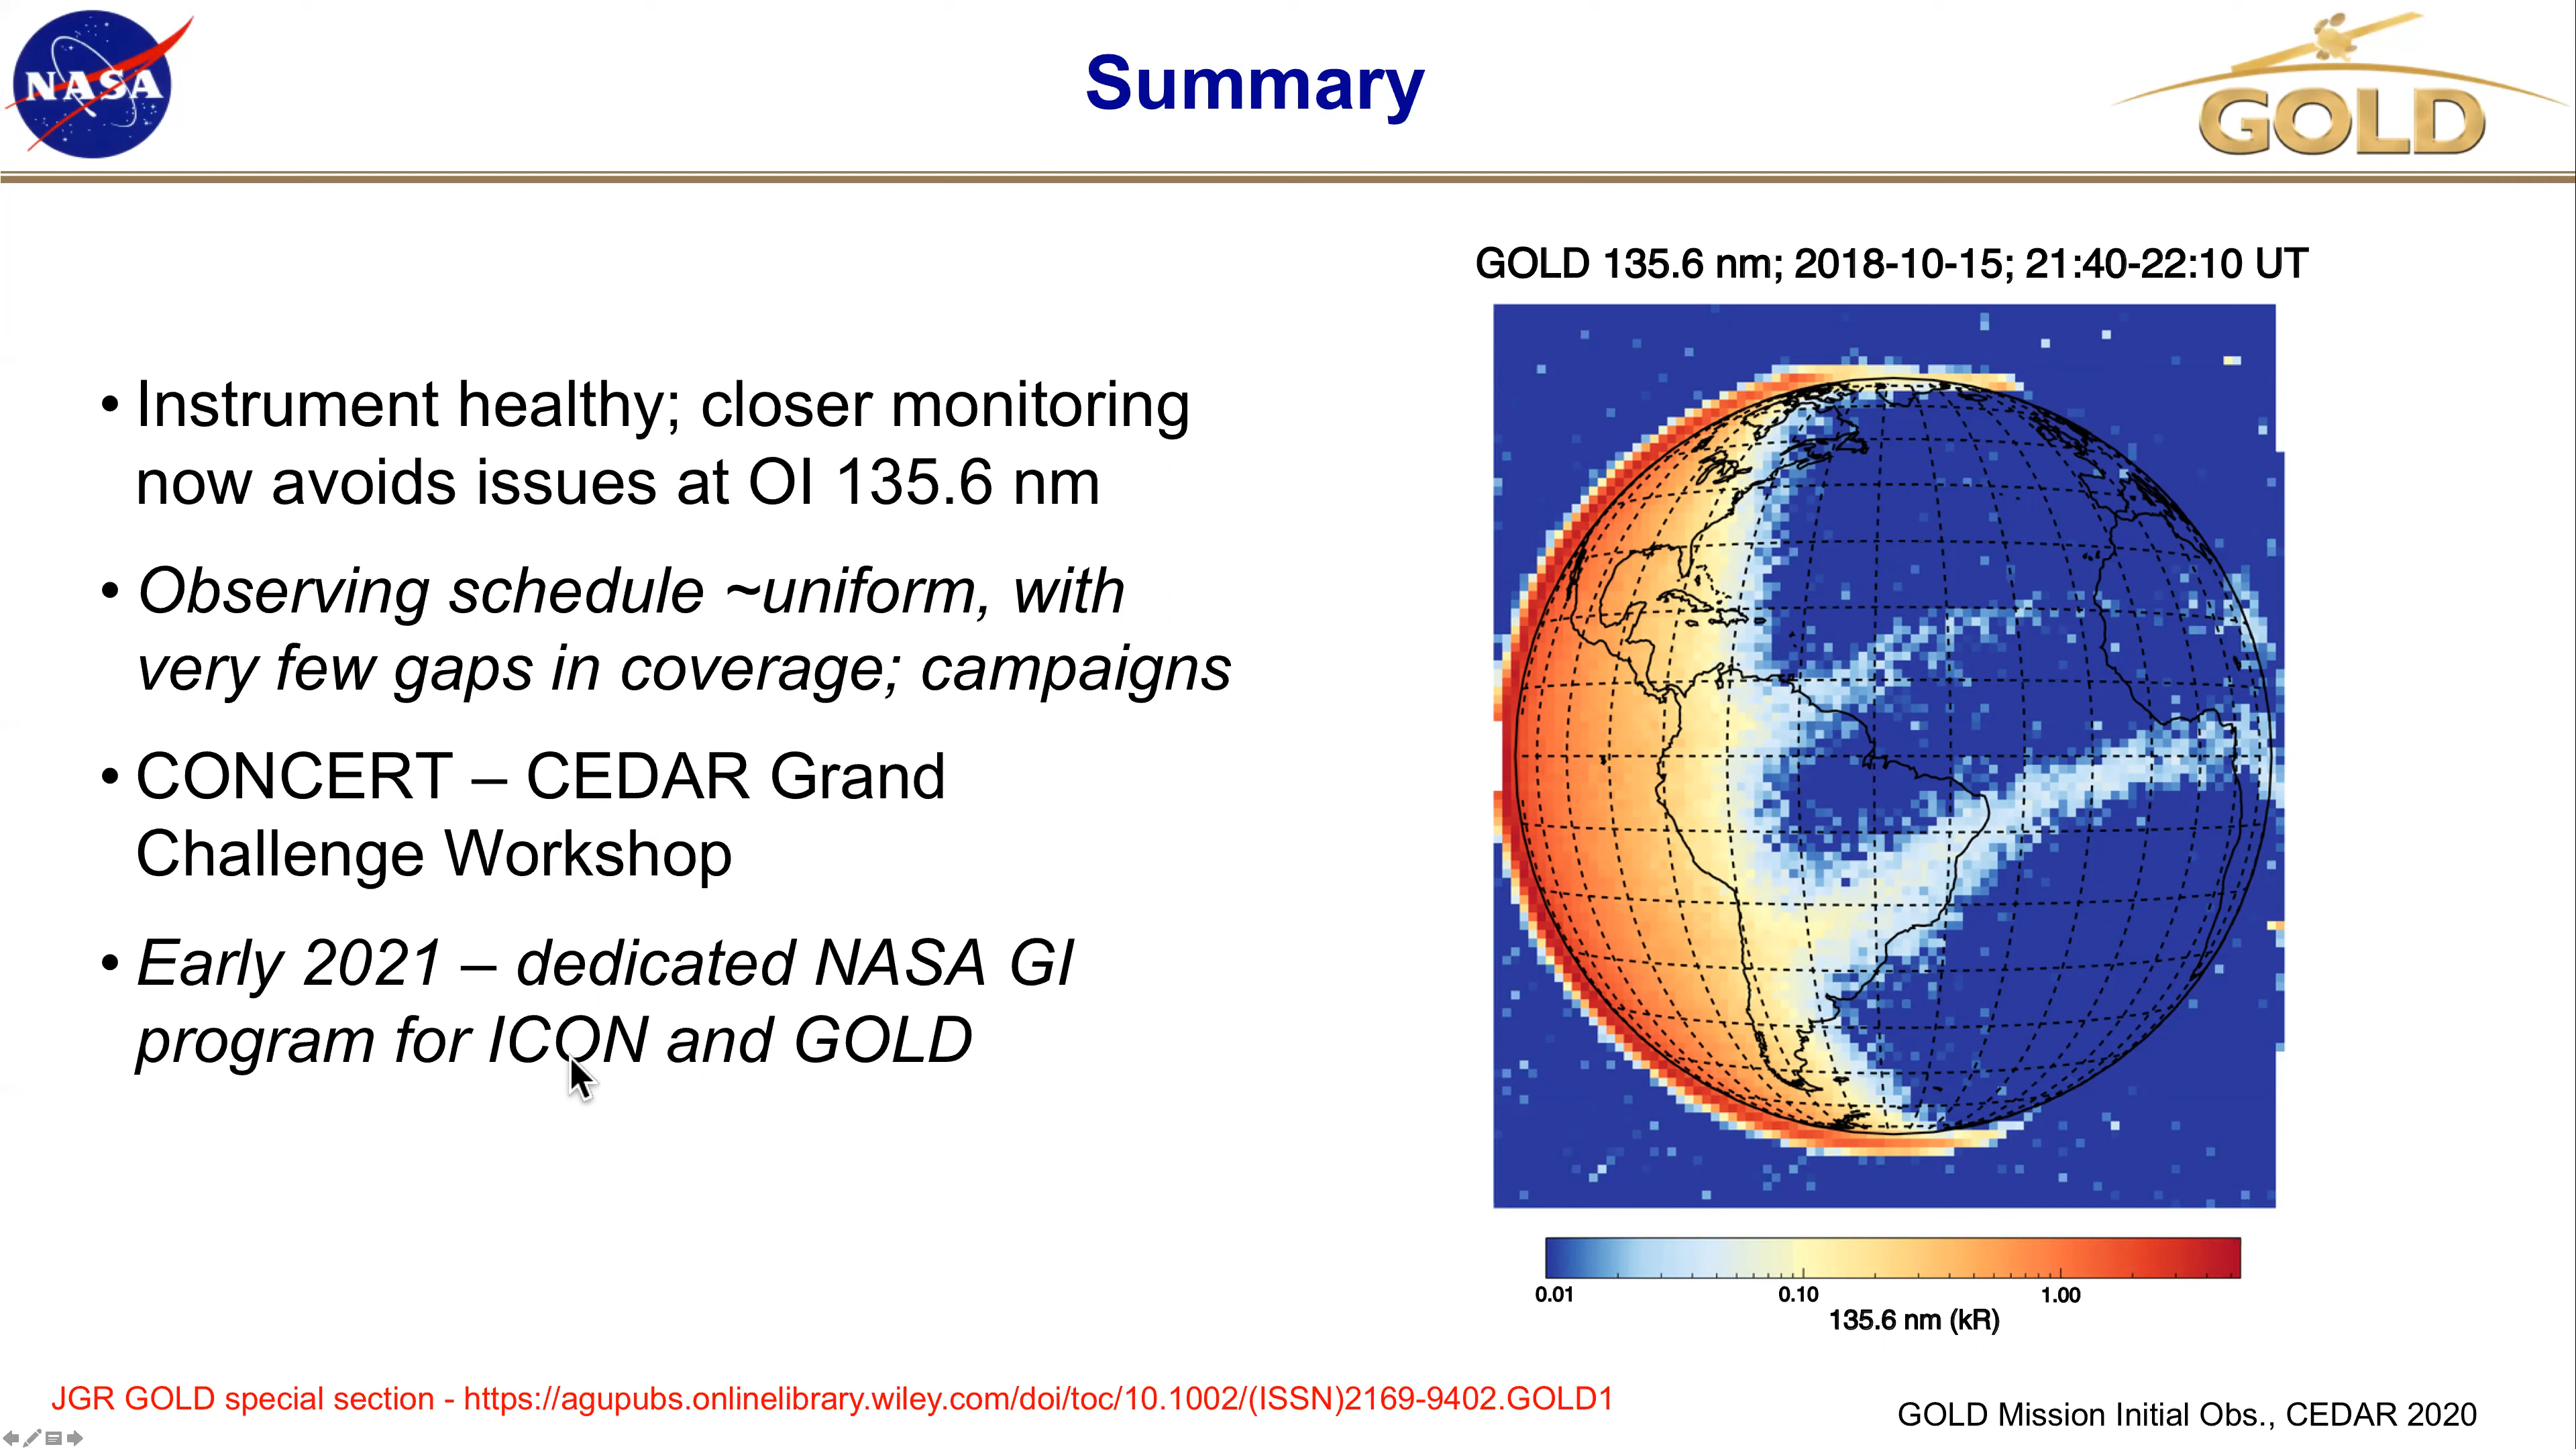 NASA
Summary
GOLD
GOLD 135.6 nm; 2018-10-15; 21:40-22:10 UT
• Instrument healthy; closer monitoring
now avoids issues at OI 135.6 nm
• Observing schedule ~uniform, with
very few gaps in coverage; campaigns
• CONCERT – CEDAR Grand
Challenge Workshop
• Early 2021 – dedicated NASA GI
program for ICON and GOLD
0.01 0.10 1.00
135.6 nm (kR)
JGR GOLD special section - https://agupubs.onlinelibrary.wiley.com/doi/toc/10.1002/(ISSN)2169-9402.GOLD1
GOLD Mission Initial Obs., CEDAR 2020